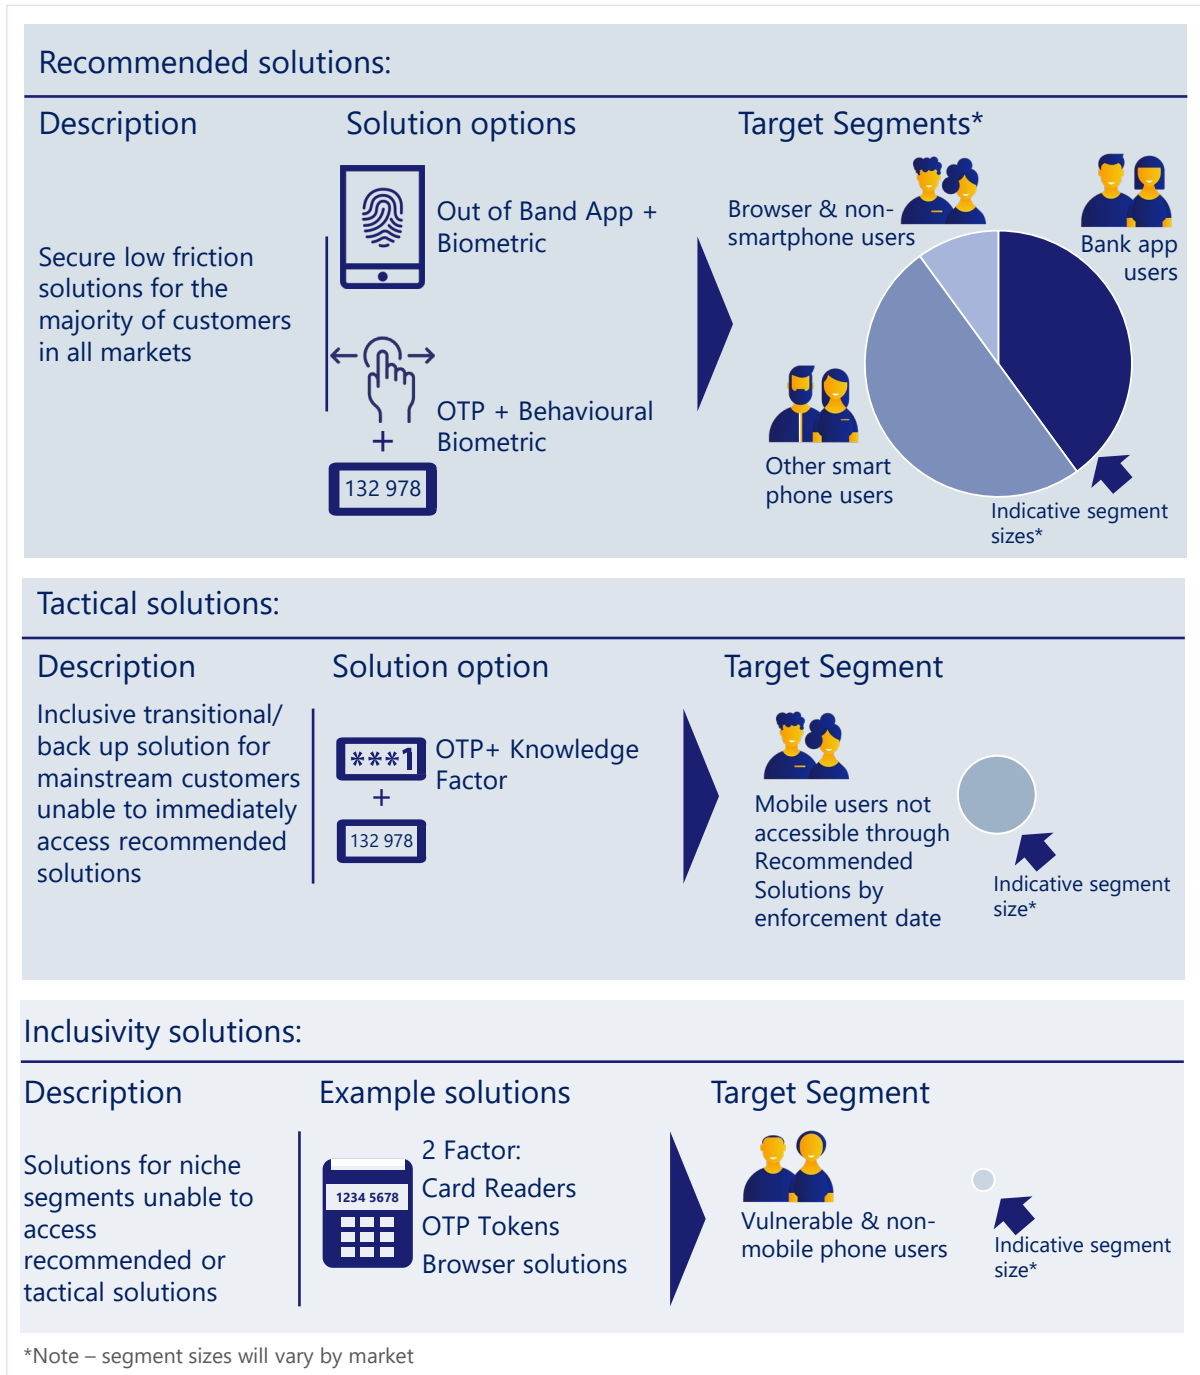 Recommended solutions:
Description
Solution options
Target Segments*
Secure low friction
solutions for the
majority of customers
in all markets
Out of Band App +
Biometric
OTP + Behavioural
Biometric
+
132 978
Browser & non-
smartphone users
Bank app
users
Other smart
phone users
Indicative segment
sizes*
Tactical solutions:
Description
Solution option
Target Segment
Inclusive transitional/
back up solution for
mainstream customers
unable to immediately
access recommended
solutions
***1
+
132 978
OTP+ Knowledge
Factor
Mobile users not
accessible through
Recommended
Solutions by
enforcement date
Indicative segment
size*
Inclusivity solutions:
Description
Example solutions
Target Segment
Solutions for niche
segments unable to
access
recommended or
tactical solutions
1234 5678
2 Factor:
Card Readers
OTP Tokens
Browser solutions
Vulnerable & non-
mobile phone users
Indicative segment
size*
*Note – segment sizes will vary by market